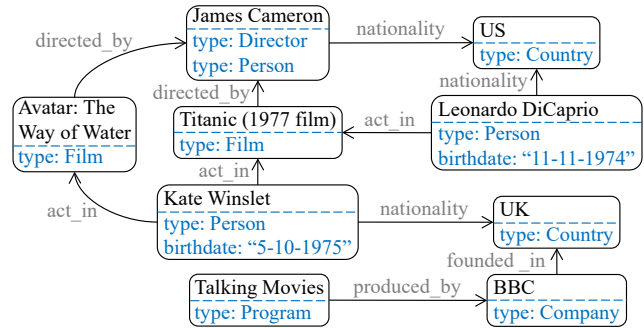 James Cameron
type: Director
type: Person
directed_by
nationality
US
type: Country
nationality
directed_by
Avatar: The
Way of Water
type: Film
Titanic (1977 film)
type: Film
act_in
Leonardo DiCaprio
type: Person
birthdate: “11-11-1974”
act_in
act_in
Kate Winslet
type: Person
birthdate: “5-10-1975”
nationality
UK
type: Country
founded_in
Talking Movies
type: Program
produced_by
BBC
type: Company